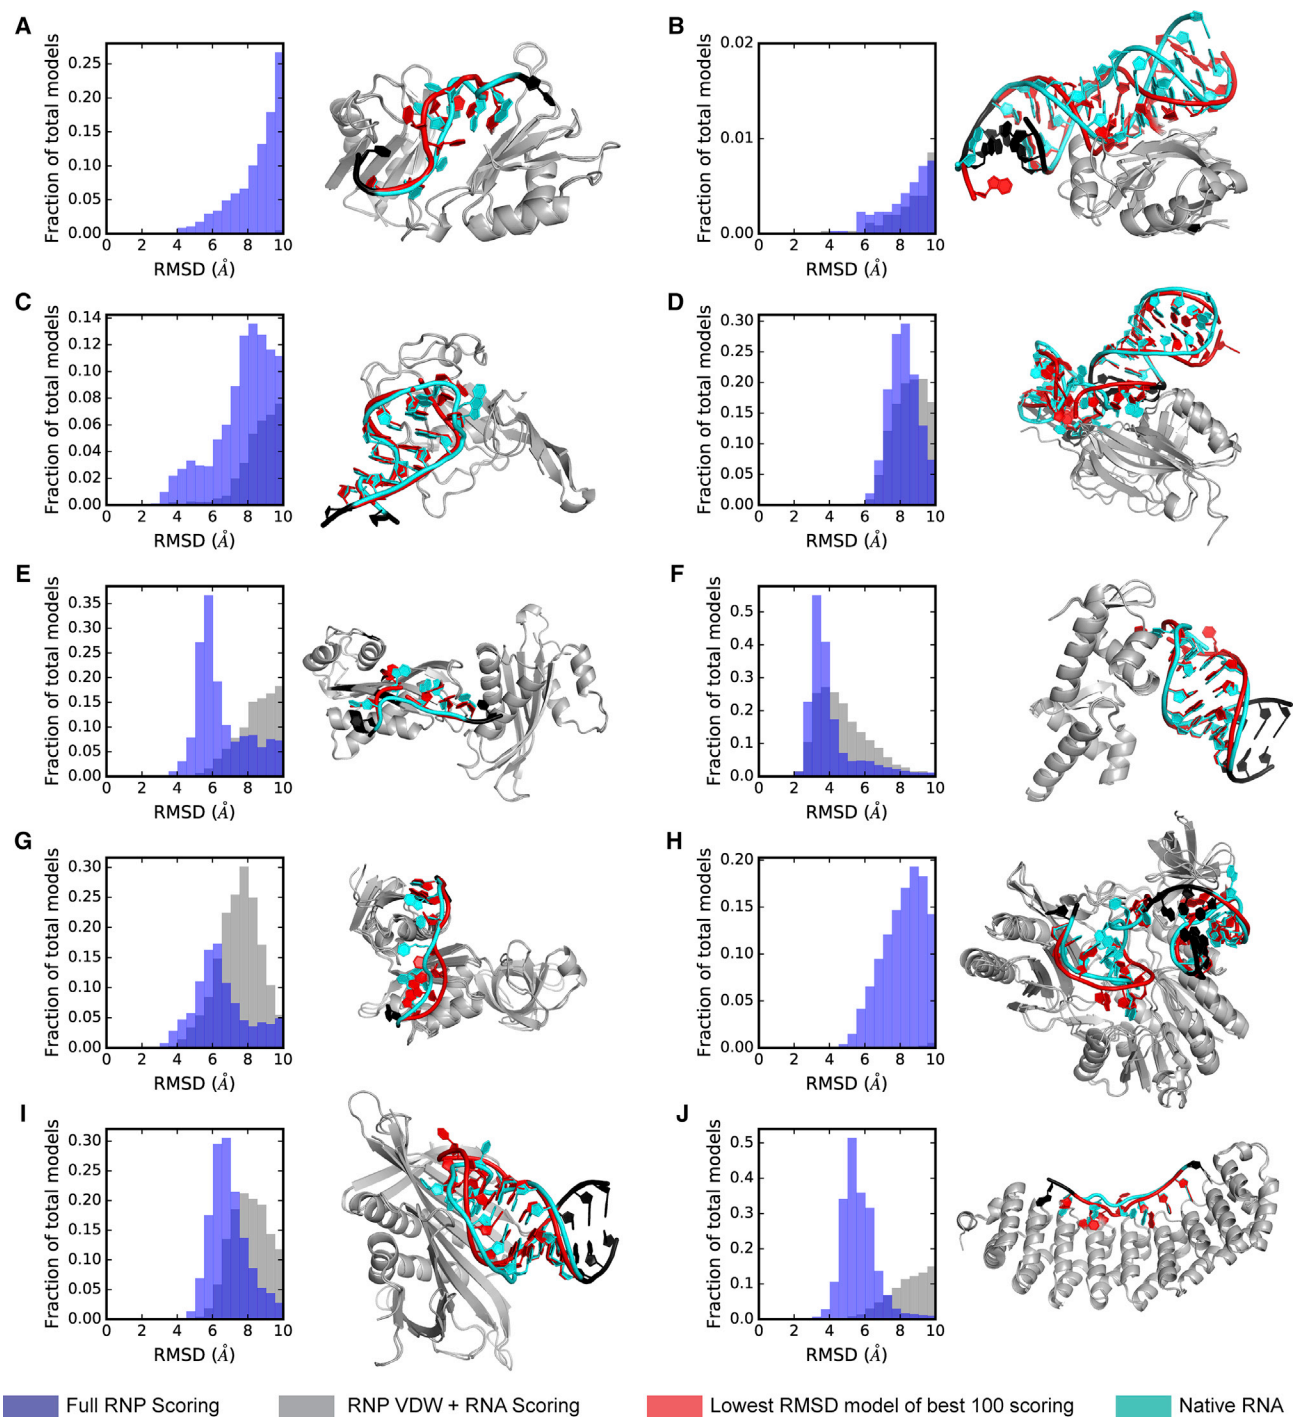 A
Fraction of total models
0.25
0.20
0.15
0.10
0.05
0.00
0 2 4 6 8 10
RMSD (Å)
B
Fraction of total models
0.02
0.01
0.00
0 2 4 6 8 10
RMSD (Å)
C
Fraction of total models
0.14
0.12
0.10
0.08
0.06
0.04
0.02
0.00
0 2 4 6 8 10
RMSD (Å)
D
Fraction of total models
0.30
0.25
0.20
0.15
0.10
0.05
0.00
0 2 4 6 8 10
RMSD (Å)
E
Fraction of total models
0.35
0.30
0.25
0.20
0.15
0.10
0.05
0.00
0 2 4 6 8 10
RMSD (Å)
F
Fraction of total models
0.5
0.4
0.3
0.2
0.1
0.0
0 2 4 6 8 10
RMSD (Å)
G
Fraction of total models
0.30
0.25
0.20
0.15
0.10
0.05
0.00
0 2 4 6 8 10
RMSD (Å)
H
Fraction of total models
0.20
0.15
0.10
0.05
0.00
0 2 4 6 8 10
RMSD (Å)
I
Fraction of total models
0.30
0.25
0.20
0.15
0.10
0.05
0.00
0 2 4 6 8 10
RMSD (Å)
J
Fraction of total models
0.5
0.4
0.3
0.2
0.1
0.0
0 2 4 6 8 10
RMSD (Å)
Full RNP Scoring
RNP VDW + RNA Scoring
Lowest RMSD model of best 100 scoring
Native RNA